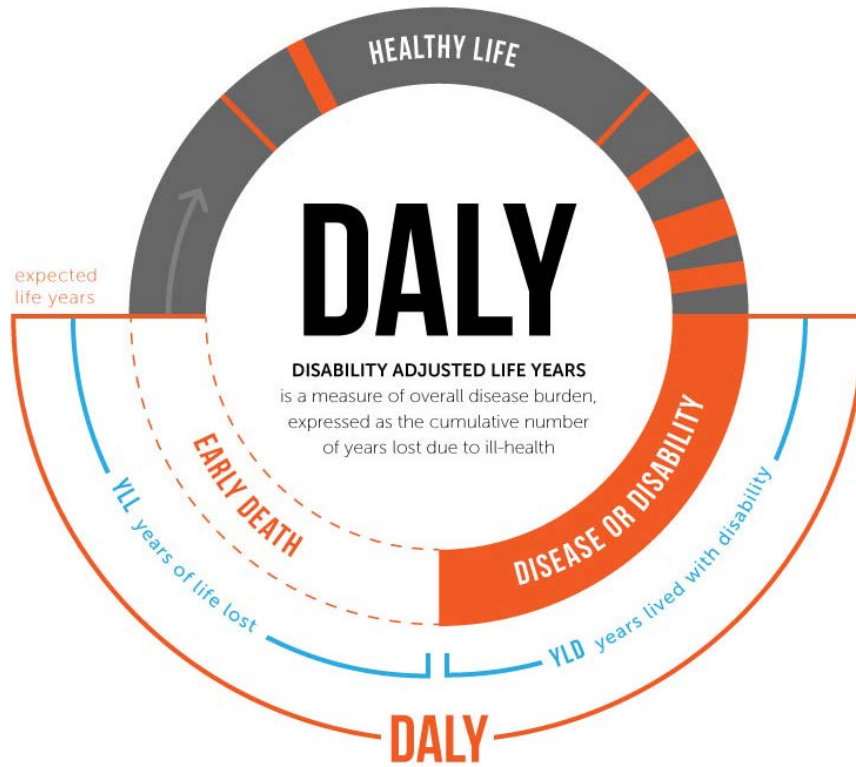 HEALTHY LIFE
DALY
expected
life years
DISABILITY ADJUSTED LIFE YEARS
is a measure of overall disease burden,
expressed as the cumulative number
of years lost due to ill-health
EARLY DEATH
DISEASE OR DISABILITY
YLL years of life lost
YLD years lived with disability
DALY